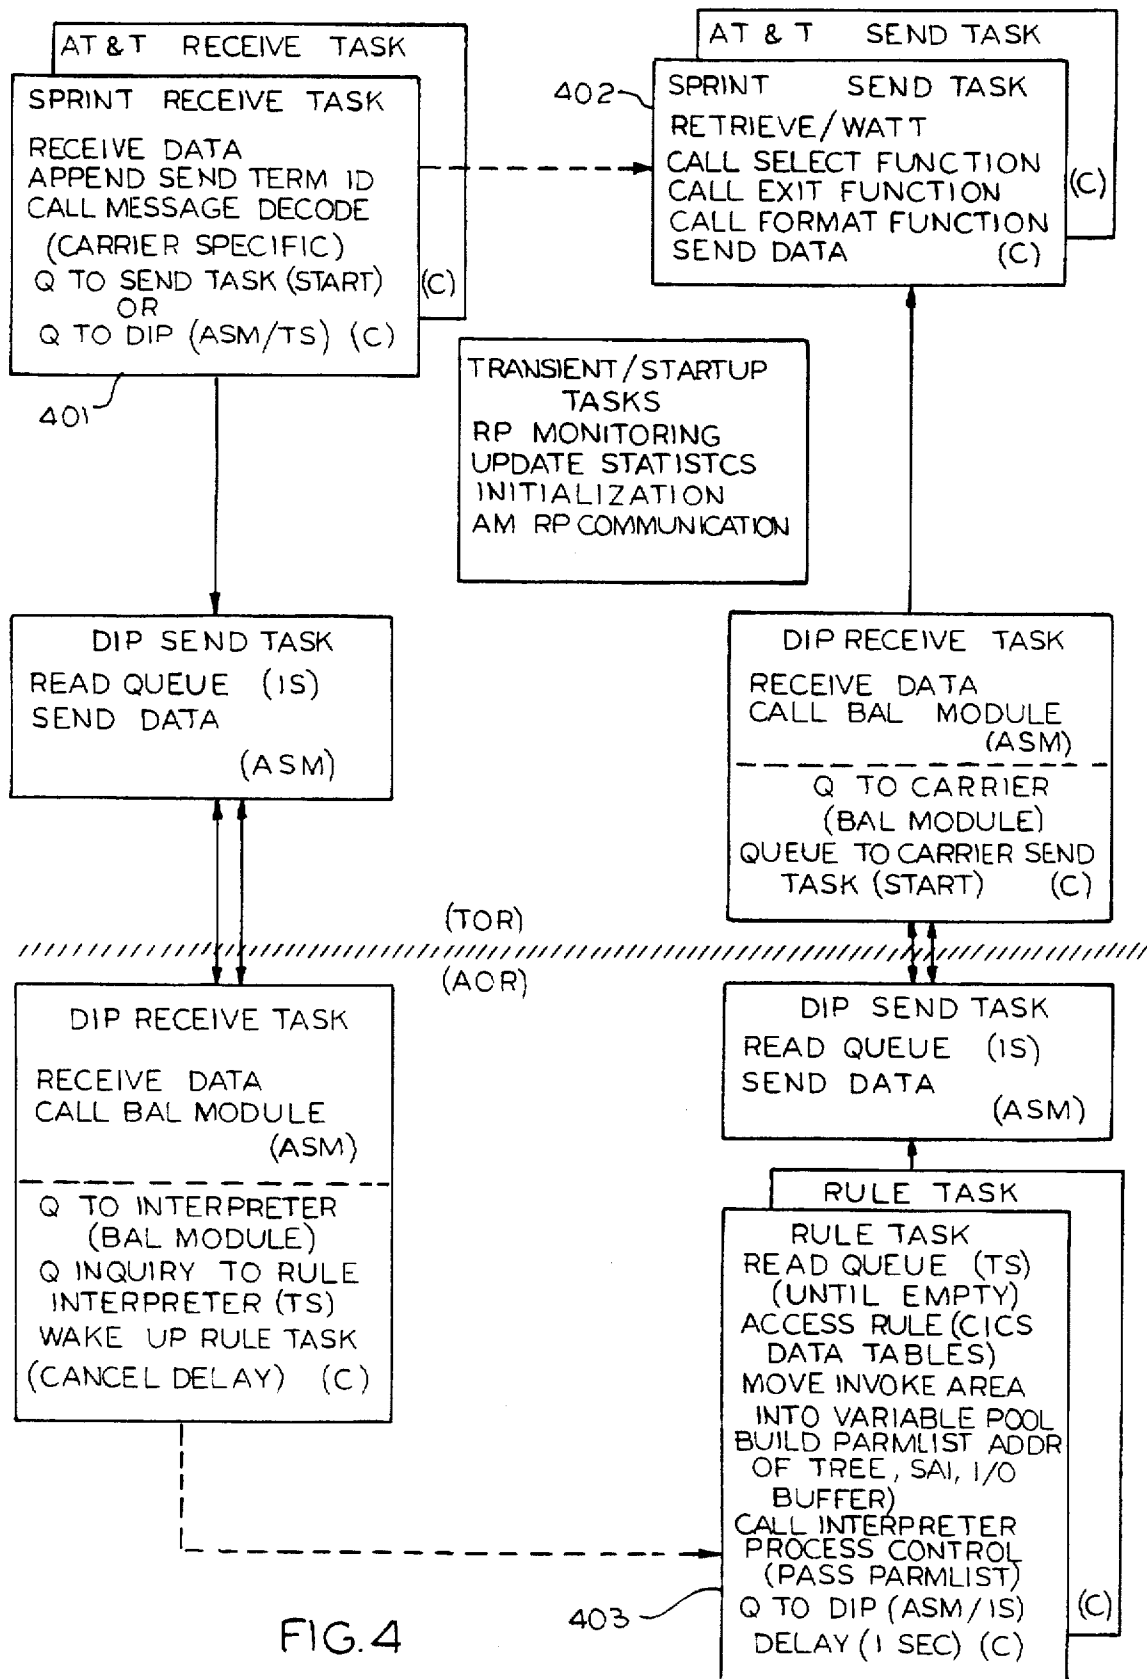 AT & T RECEIVE TASK
SPRINT RECEIVE TASK
RECEIVE DATA
APPEND SEND TERM ID
CALL MESSAGE DECODE
(CARRIER SPECIFIC)
Q TO SEND TASK (START)
OR
Q TO DIP (ASM/TS) (C)
(C)
401
AT & T SEND TASK
402
SPRINT SEND TASK
RETRIEVE/WATT
CALL SELECT FUNCTION
CALL EXIT FUNCTION
CALL FORMAT FUNCTION
SEND DATA (C)
(C)
TRANSIENT/STARTUP
TASKS
RP MONITORING
UPDATE STATISTCS
INITIALIZATION
AM RP COMMUNICATION
DIP SEND TASK
READ QUEUE (IS)
SEND DATA
(ASM)
DIP RECEIVE TASK
RECEIVE DATA
CALL BAL MODULE
(ASM)
Q TO CARRIER
(BAL MODULE)
QUEUE TO CARRIER SEND
TASK (START) (C)
(TOR)
(AOR)
DIP RECEIVE TASK
RECEIVE DATA
CALL BAL MODULE
(ASM)
Q TO INTERPRETER
(BAL MODULE)
Q INQUIRY TO RULE
INTERPRETER (TS)
WAKE UP RULE TASK
(CANCEL DELAY) (C)
DIP SEND TASK
READ QUEUE (IS)
SEND DATA
(ASM)
RULE TASK
RULE TASK
READ QUEUE (TS)
(UNTIL EMPTY)
ACCESS RULE (CICS
DATA TABLES)
MOVE INVOKE AREA
INTO VARIABLE POOL
BUILD PARMLIST ADDR
OF TREE, SAI, I/O
BUFFER)
CALL INTERPRETER
PROCESS CONTROL
(PASS PARMLIST)
Q TO DIP (ASM/IS)
DELAY (1 SEC) (C)
(C)
403
FIG. 4